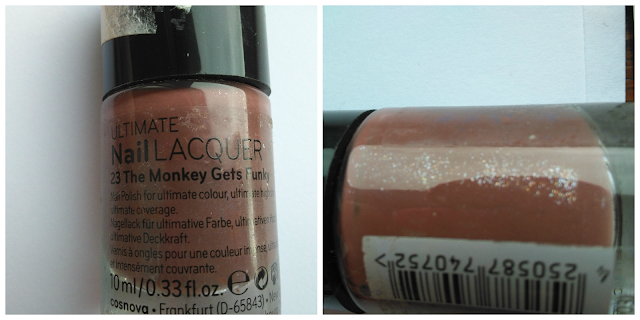 ULTIMATE
Nail LACQUER
23 The Monkey Gets Funky
Polish for ultimate colour, ultimate
ultimate coverage.
Nagellack für ultimative Farbe, ultimativen
ultimative Deckkraft.
Vernis à ongles pour une couleur intense,
et intensément couvrante.
10 ml/0.33 fl.oz. e
cosnova • Frankfurt (D-65843) •
4 250587 740752 >